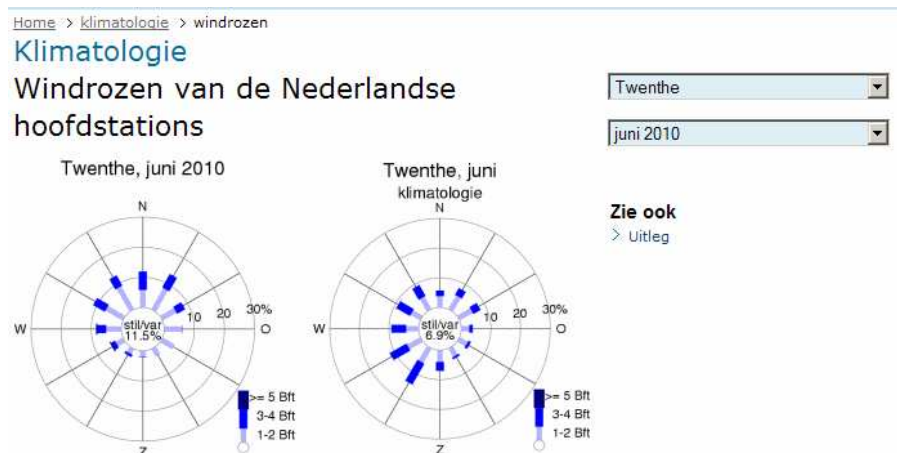 Home > klimatologie > windrozen
Klimatologie
Windrozen van de Nederlandse
hoofdstations
Twenthe
juni 2010
Zie ook
> Uitleg
Twenthe, juni 2010
N
W
O
Z
10
20
30%
stil/var
11.5%
>= 5 Bft
3-4 Bft
1-2 Bft
Twenthe, juni
klimatologie
N
W
O
Z
10
20
30%
stil/var
6.9%
>= 5 Bft
3-4 Bft
1-2 Bft